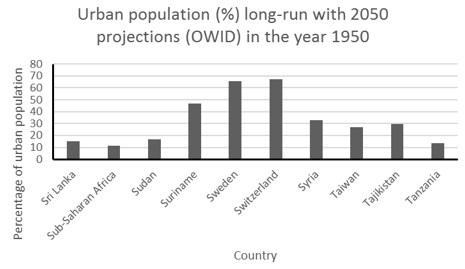 Urban population (%) long-run with 2050
projections (OWID) in the year 1950
Percentage of urban population
80
70
60
50
40
30
20
10
0
Sri Lanka
Sub-Saharan Africa
Sudan
Suriname
Sweden
Switzerland
Syria
Taiwan
Tajikistan
Tanzania
Country